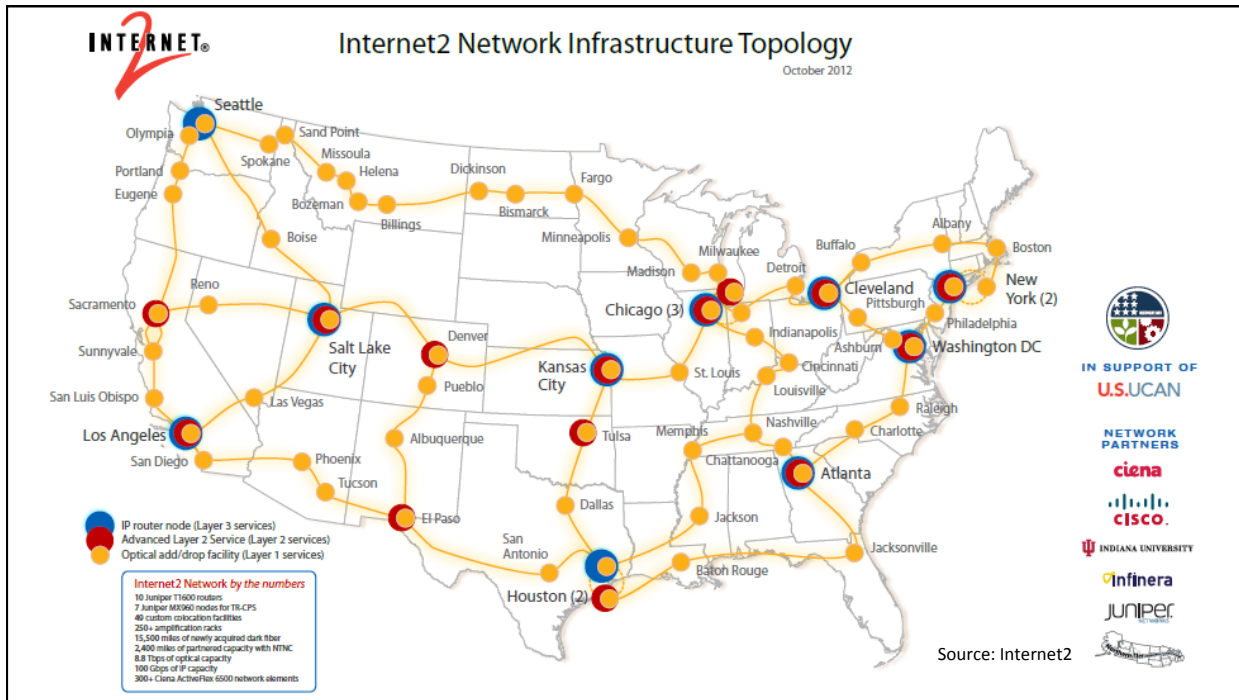 INTERNET®
2
Internet2 Network Infrastructure Topology
October 2012
Seattle
Olympia
Portland
Eugene
Spokane
Sand Point
Missoula
Helena
Bozeman
Billings
Dickinson
Bismarck
Fargo
Minneapolis
Madison
Milwaukee
Boise
Reno
Sacramento
Sunnyvale
San Luis Obispo
Los Angeles
San Diego
Las Vegas
Salt Lake
City
Denver
Pueblo
Albuquerque
Phoenix
Tucson
El Paso
Kansas
City
Tulsa
Dallas
San
Antonio
Houston (2)
Chicago (3)
Detroit
Buffalo
Albany
Boston
Cleveland
Pittsburgh
New
York (2)
Philadelphia
Ashburn
Washington DC
Indianapolis
Cincinnati
Louisville
St. Louis
Nashville
Memphis
Chattanooga
Raleigh
Charlotte
Atlanta
Jackson
Baton Rouge
Jacksonville
IP router node (Layer 3 services)
Advanced Layer 2 Service (Layer 2 services)
Optical add/drop facility (Layer 1 services)
Internet2 Network by the numbers
10 Juniper T1600 routers
7 Juniper MX960 nodes for TR-CPS
49 custom colocation facilities
250+ amplification racks
15,500 miles of newly acquired dark fiber
2,400 miles of partnered capacity with NTNC
8.8 Tbps of optical capacity
100 Gbps of IP capacity
300+ Ciena ActiveFlex 6500 network elements
IN SUPPORT OF
U.S.UCAN
NETWORK
PARTNERS
ciena
CISCO.
INDIANA UNIVERSITY
infinera
JUNIPER
NETWORKS
Source: Internet2